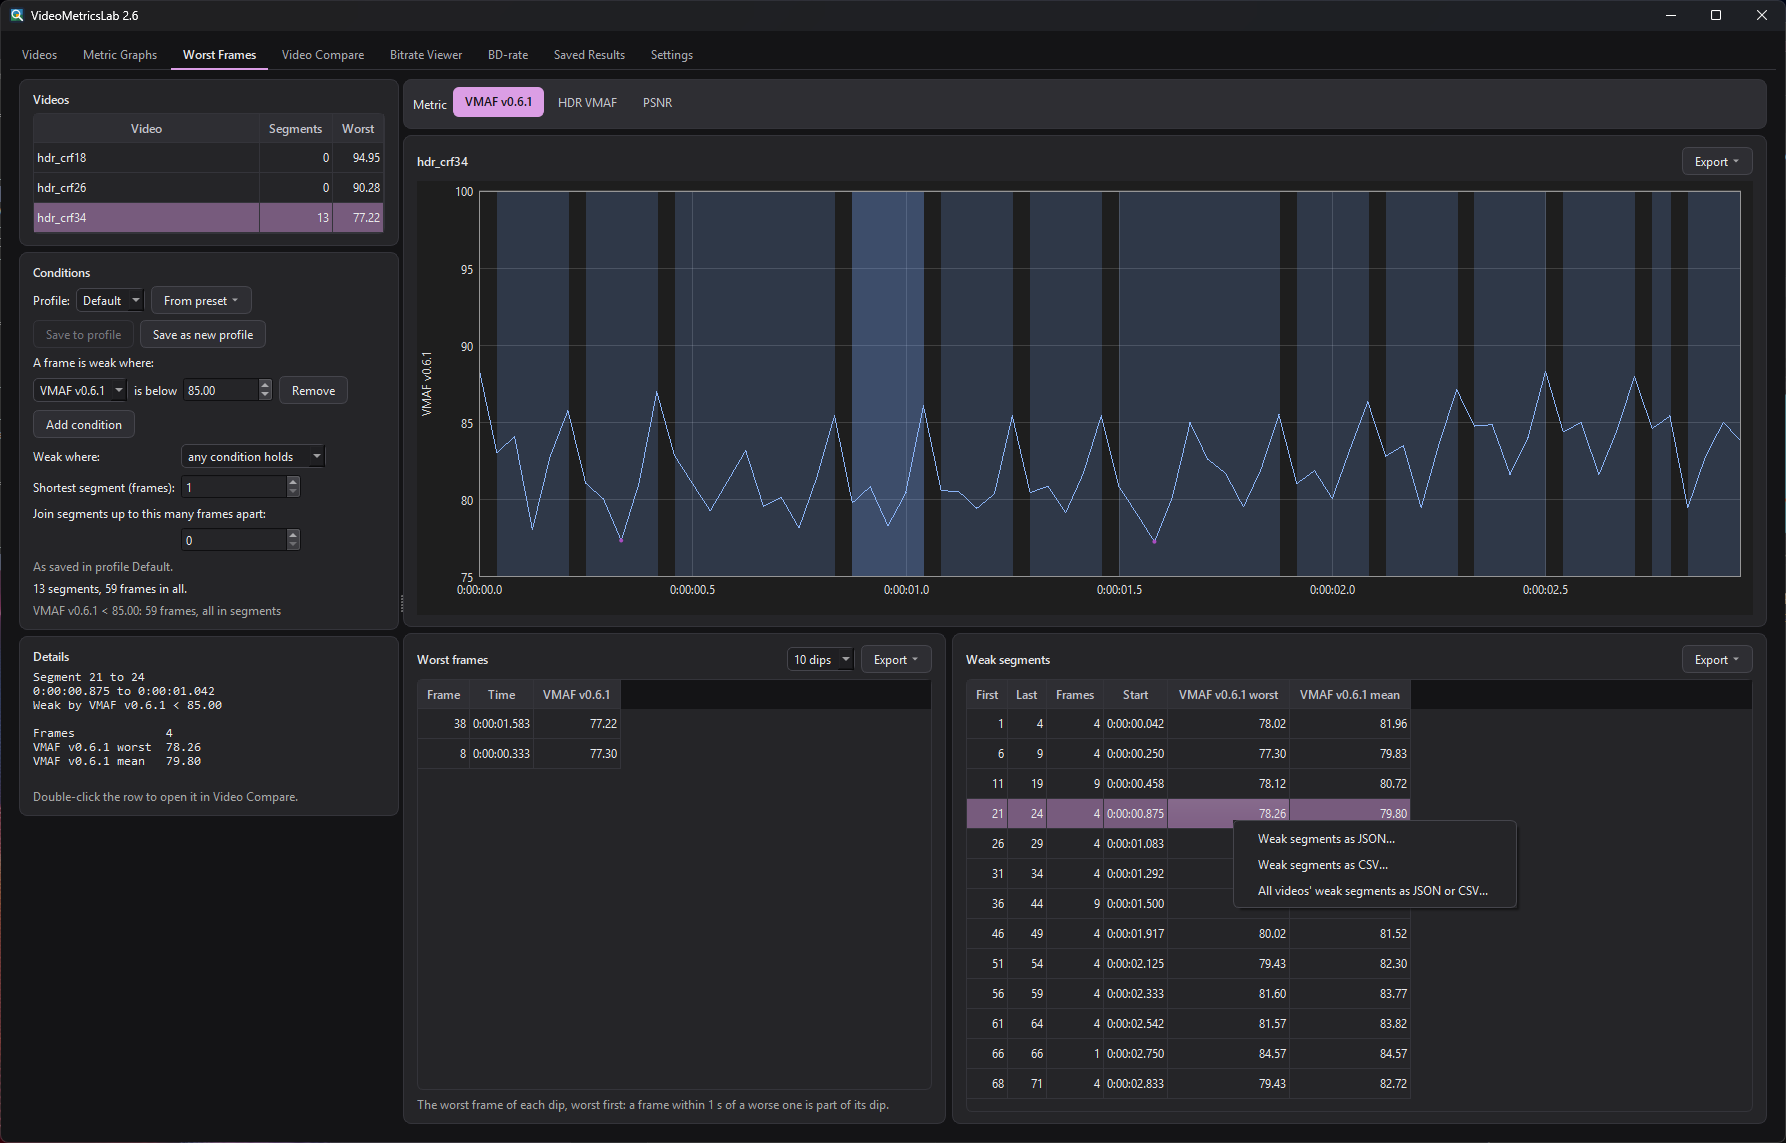 VideoMetricsLab 2.6
Videos Metric Graphs Worst Frames Video Compare Bitrate Viewer BD-rate Saved Results Settings
Videos
Video Segments Worst
hdr_crf18 0 94.95
hdr_crf26 0 90.28
hdr_crf34 13 77.22
Conditions
Profile: Default From preset
Save to profile Save as new profile
A frame is weak where:
VMAF v0.6.1 is below 85.00 Remove
Add condition
Weak where: any condition holds
Shortest segment (frames): 1
Join segments up to this many frames apart:
0
As saved in profile Default.
13 segments, 59 frames in all.
VMAF v0.6.1 < 85.00: 59 frames, all in segments
Details
Segment 21 to 24
0:00:00.875 to 0:00:01.042
Weak by VMAF v0.6.1 < 85.00
Frames 4
VMAF v0.6.1 worst 78.26
VMAF v0.6.1 mean 79.80
Double-click the row to open it in Video Compare.
Metric VMAF v0.6.1 HDR VMAF PSNR
hdr_crf34 Export
100
95
90
85
80
75
VMAF v0.6.1
0:00:00.0 0:00:00.5 0:00:01.0 0:00:01.5 0:00:02.0 0:00:02.5
Worst frames 10 dips Export
Frame Time VMAF v0.6.1
38 0:00:01.583 77.22
8 0:00:00.333 77.30
The worst frame of each dip, worst first: a frame within 1 s of a worse one is part of its dip.
Weak segments Export
First Last Frames Start VMAF v0.6.1 worst VMAF v0.6.1 mean
1 4 4 0:00:00.042 78.02 81.96
6 9 4 0:00:00.250 77.30 79.83
11 19 9 0:00:00.458 78.12 80.72
21 24 4 0:00:00.875 78.26 79.80
26 29 4 0:00:01.083
31 34 4 0:00:01.292
36 44 9 0:00:01.500
46 49 4 0:00:01.917 80.02 81.52
51 54 4 0:00:02.125 79.43 82.30
56 59 4 0:00:02.333 81.60 83.77
61 64 4 0:00:02.542 81.57 83.82
66 66 1 0:00:02.750 84.57 84.57
68 71 4 0:00:02.833 79.43 82.72
Weak segments as JSON...
Weak segments as CSV...
All videos' weak segments as JSON or CSV...